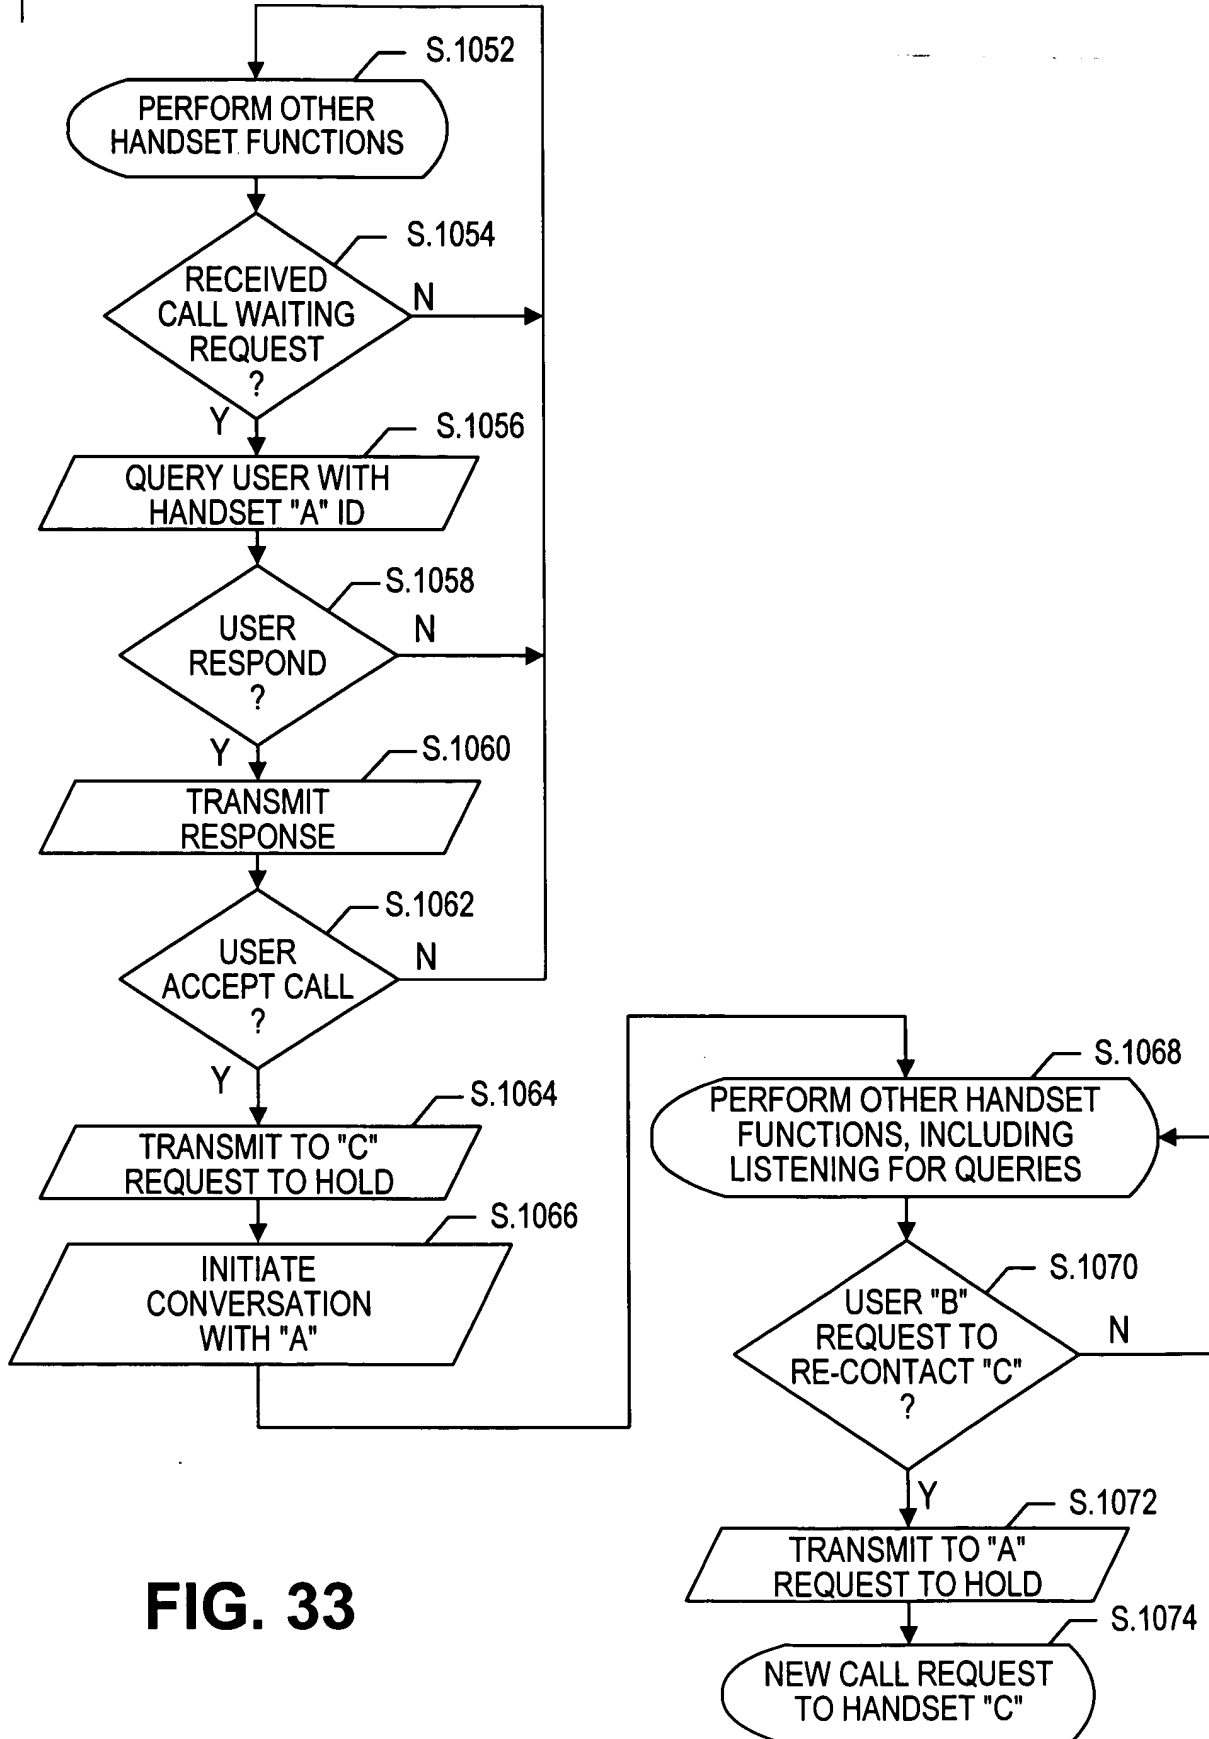 S.1052
PERFORM OTHER
HANDSET FUNCTIONS
S.1054
RECEIVED
CALL WAITING
REQUEST
?
N
Y
S.1056
QUERY USER WITH
HANDSET "A" ID
S.1058
USER
RESPOND
?
N
Y
S.1060
TRANSMIT
RESPONSE
S.1062
USER
ACCEPT CALL
?
N
Y
S.1064
TRANSMIT TO "C"
REQUEST TO HOLD
S.1066
INITIATE
CONVERSATION
WITH "A"
S.1068
PERFORM OTHER HANDSET
FUNCTIONS, INCLUDING
LISTENING FOR QUERIES
S.1070
USER "B"
REQUEST TO
RE-CONTACT "C"
?
N
Y
S.1072
TRANSMIT TO "A"
REQUEST TO HOLD
S.1074
NEW CALL REQUEST
TO HANDSET "C"
FIG. 33